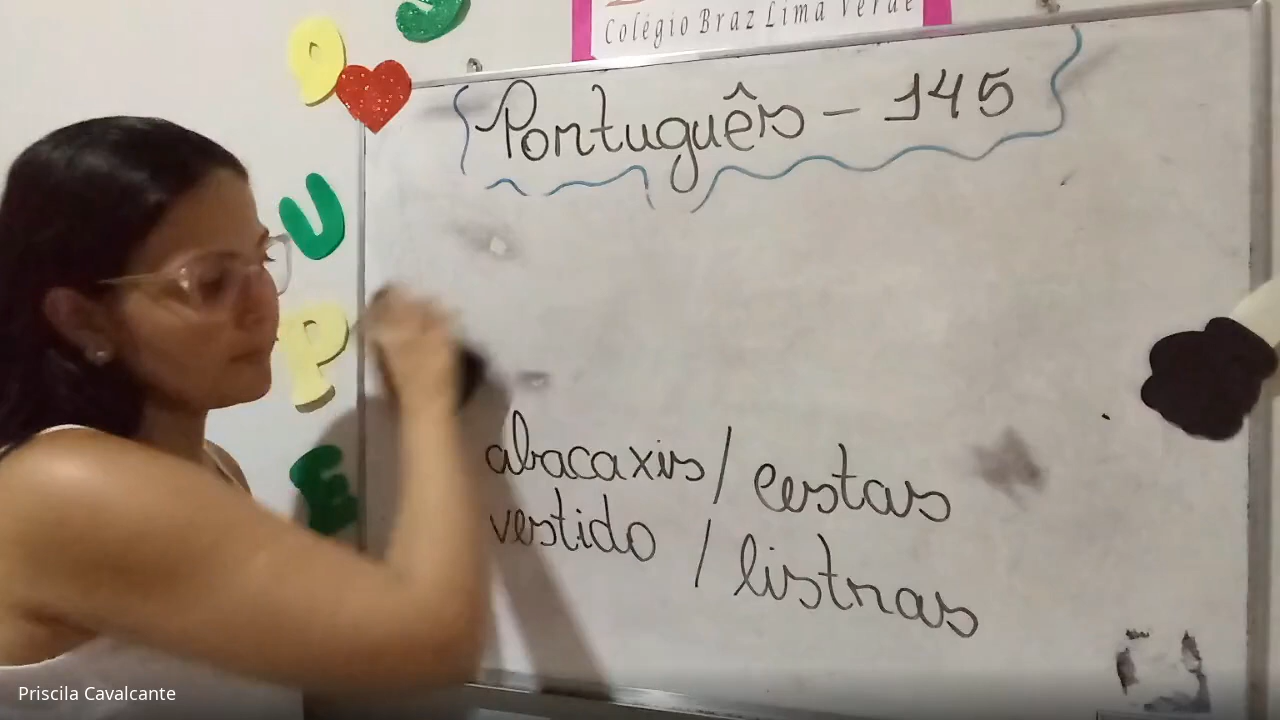 Colégio Braz Lima Verde
Português - 145
U
P
E
abacaxis / cestas
vestido / listras
Priscila Cavalcante